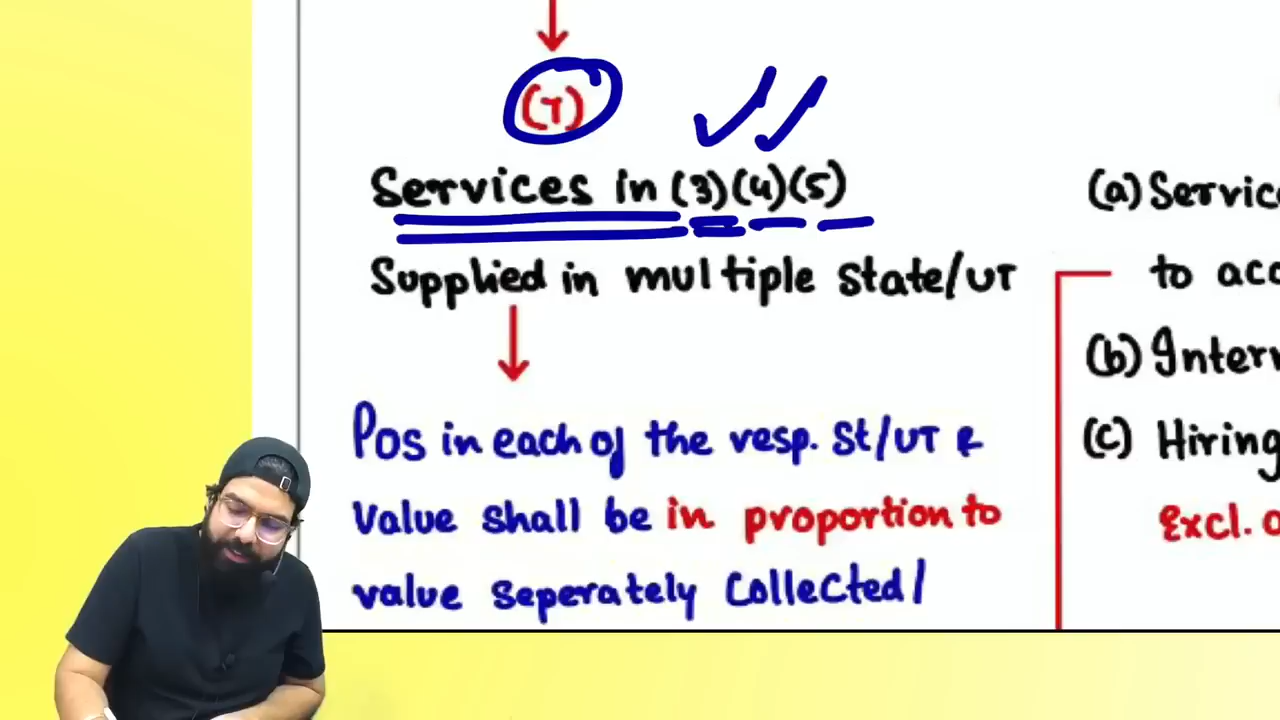 (7)
Services in (3)(4)(5)
Supplied in multiple state/UT
Pos in each of the resp. St/UT &
Value shall be in proportion to
value seperately collected/
(a) Servic
to acc
(b) Intern
(c) Hiring
Excl. o